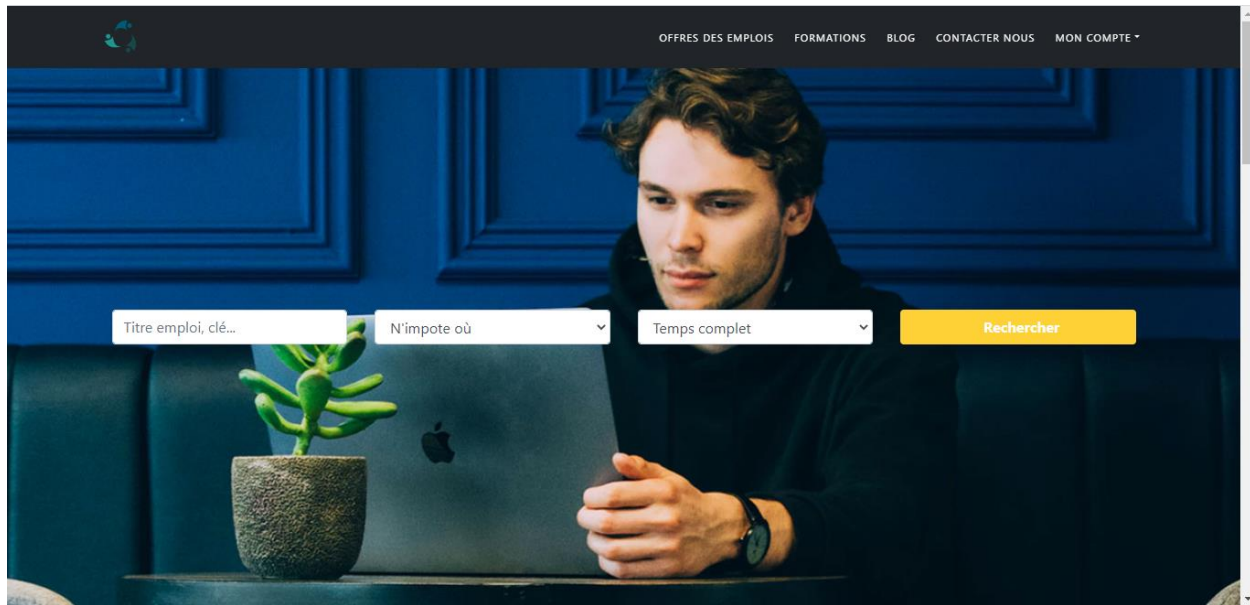 OFFRES DES EMPLOIS FORMATIONS BLOG CONTACTER NOUS MON COMPTE
Titre emploi, clé... N'impote où Temps complet Rechercher